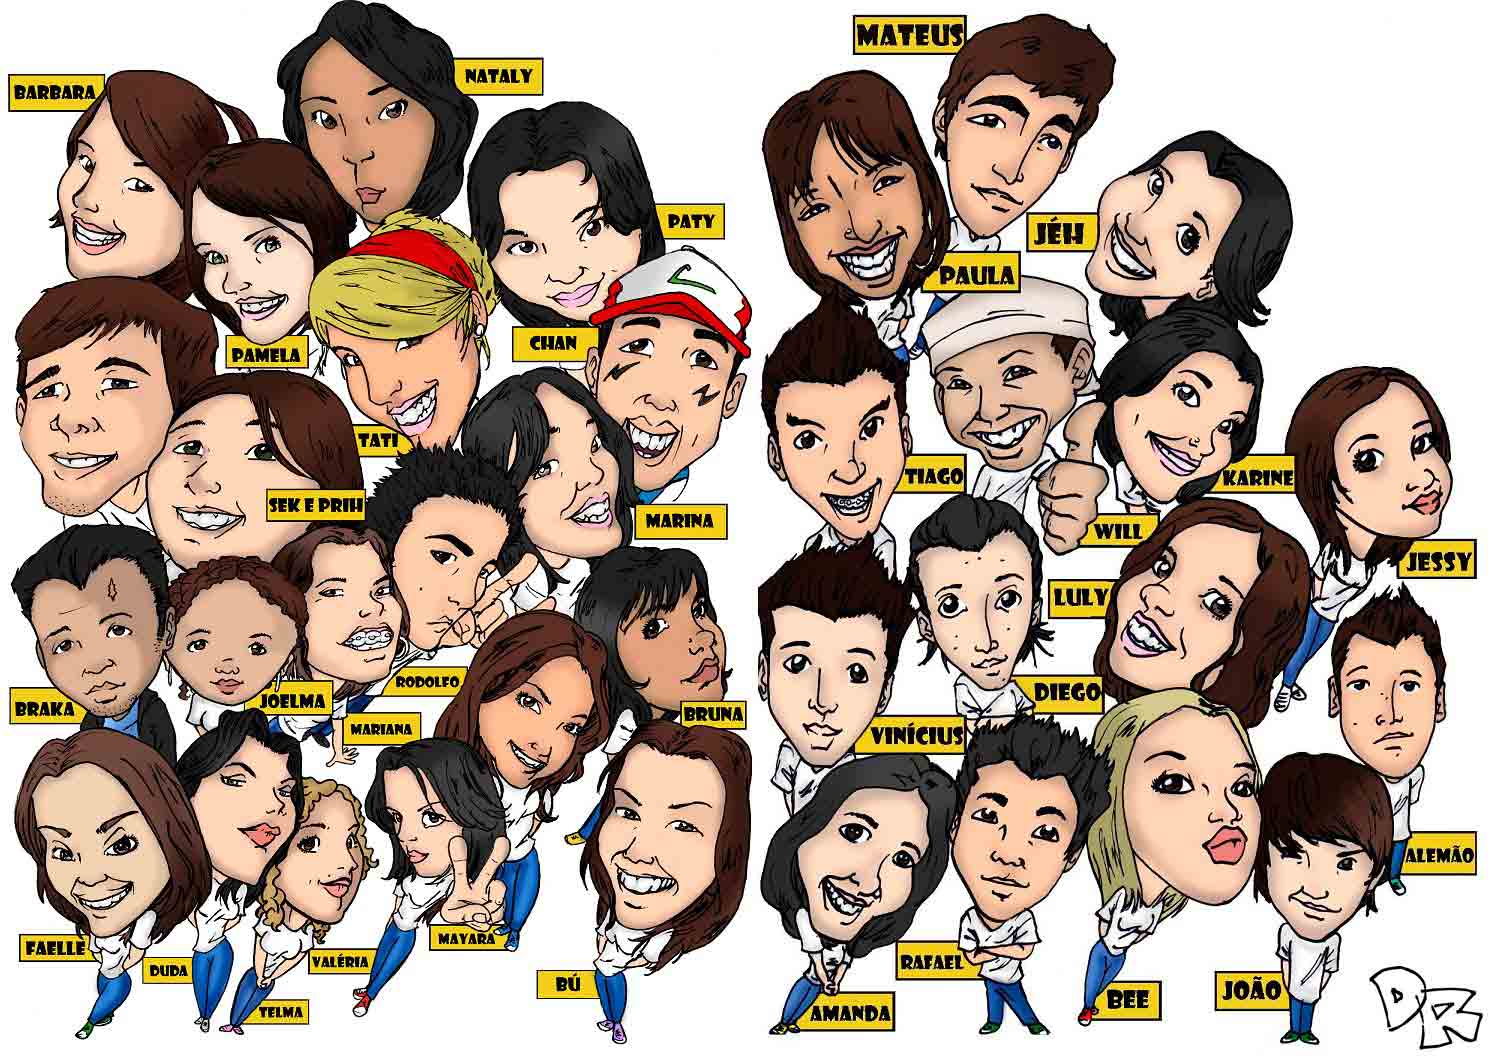 BARBARA
NATALY
PATY
PAMELA
CHAN
TATI
SEK E PRIH
MARINA
BRAKA
JOELMA
RODOLFO
MARIANA
BRUNA
FAELLE
DUDA
TELMA
VALÉRIA
MAYARA
BÚ
MATEUS
JÉH
PAULA
TIAGO
KARINE
WILL
JESSY
LULY
DIEGO
VINÍCIUS
ALEMÃO
RAFAEL
AMANDA
BEE
JOÃO
DR